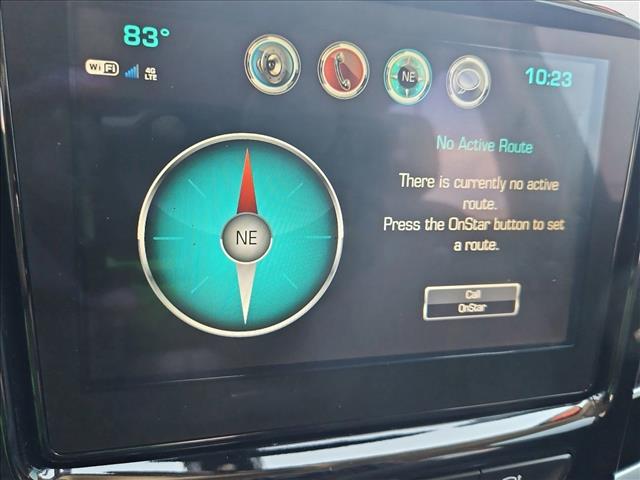 83°
WiFi
4G
LTE
NE
10:23
No Active Route
There is currently no active
route.
Press the OnStar button to set
a route.
NE
Call
OnStar